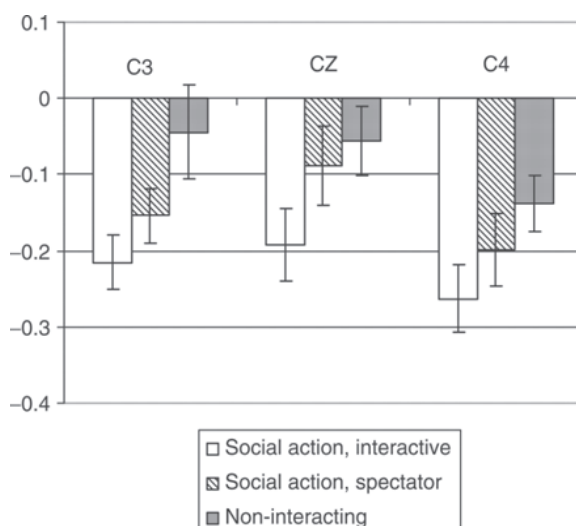 0.1
C3
CZ
C4
0
−0.1
−0.2
−0.3
−0.4
Social action, interactive
Social action, spectator
Non-interacting